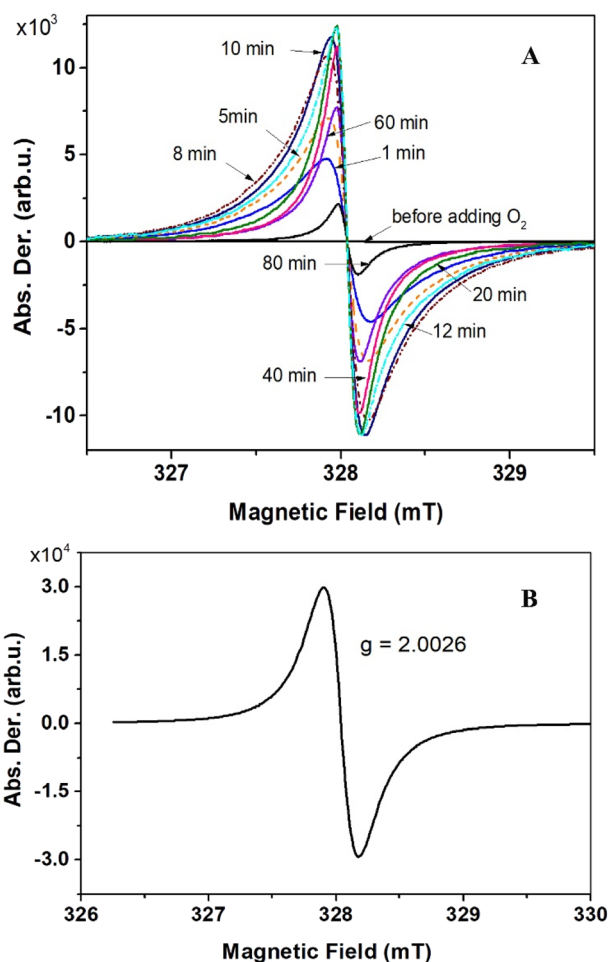 x10³
A
10 min
10
5min
60 min
5
8 min
1 min
before adding O₂
0
80 min
20 min
-5
12 min
40 min
-10
Abs. Der. (arb.u.)
327 328 329
Magnetic Field (mT)
x10⁴
B
3.0
g = 2.0026
1.5
0.0
-1.5
-3.0
Abs. Der. (arb.u.)
326 327 328 329 330
Magnetic Field (mT)